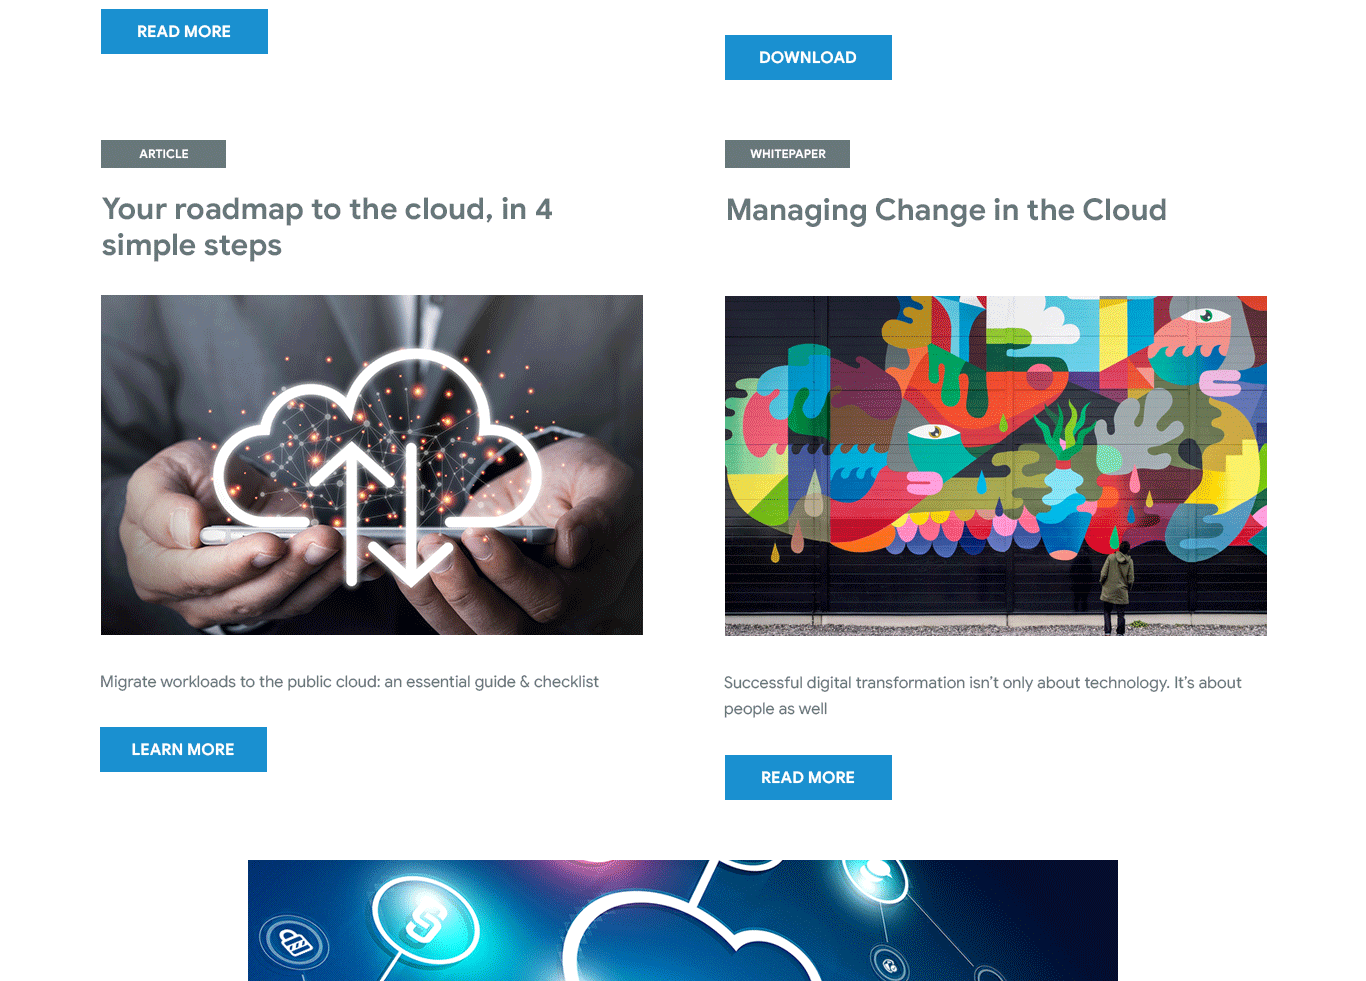 READ MORE
DOWNLOAD
ARTICLE
Your roadmap to the cloud, in 4
simple steps
Migrate workloads to the public cloud: an essential guide & checklist
LEARN MORE
WHITEPAPER
Managing Change in the Cloud
Successful digital transformation isn’t only about technology. It’s about
people as well
READ MORE